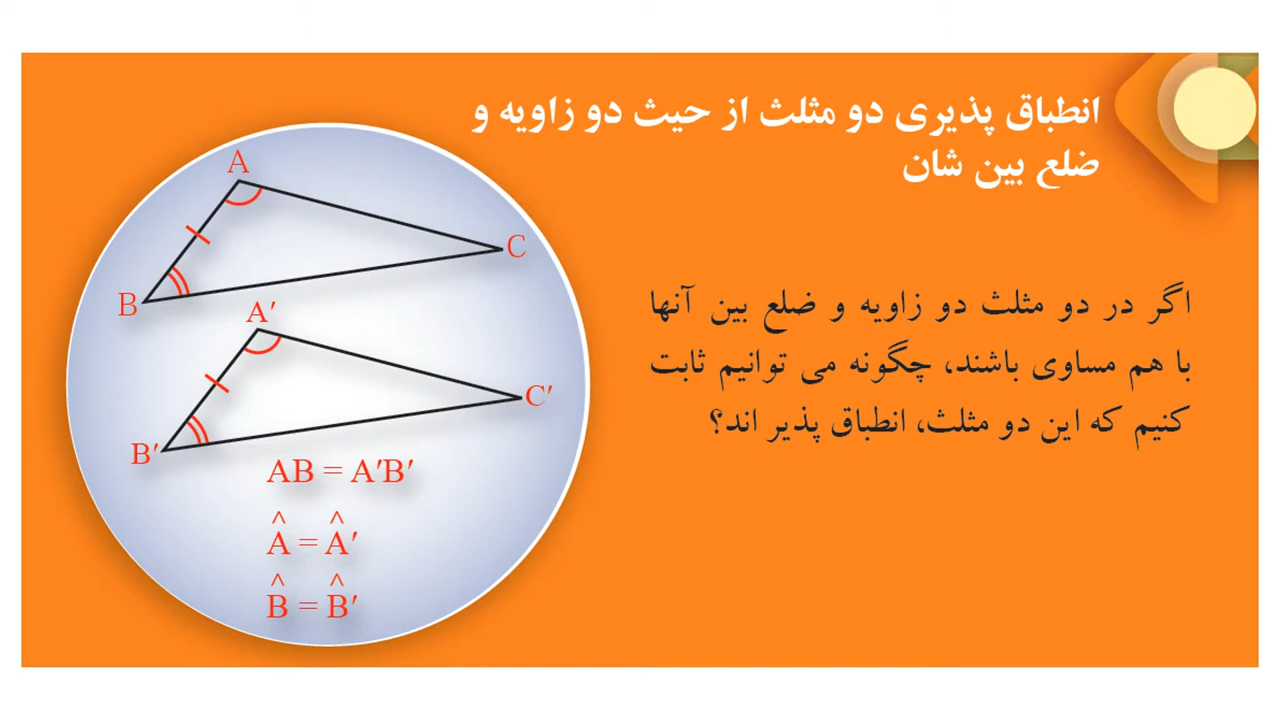 انطباق پذیری دو مثلث از حیث دو زاویه و
ضلع بین شان
اگر در دو مثلث دو زاویه و ضلع بین آنها
با هم مساوی باشند، چگونه می توانیم ثابت
کنیم که این دو مثلث، انطباق پذیر اند؟
A
B
C
A′
B′
C′
AB = A′B′
Â = Â′
B̂ = B̂′